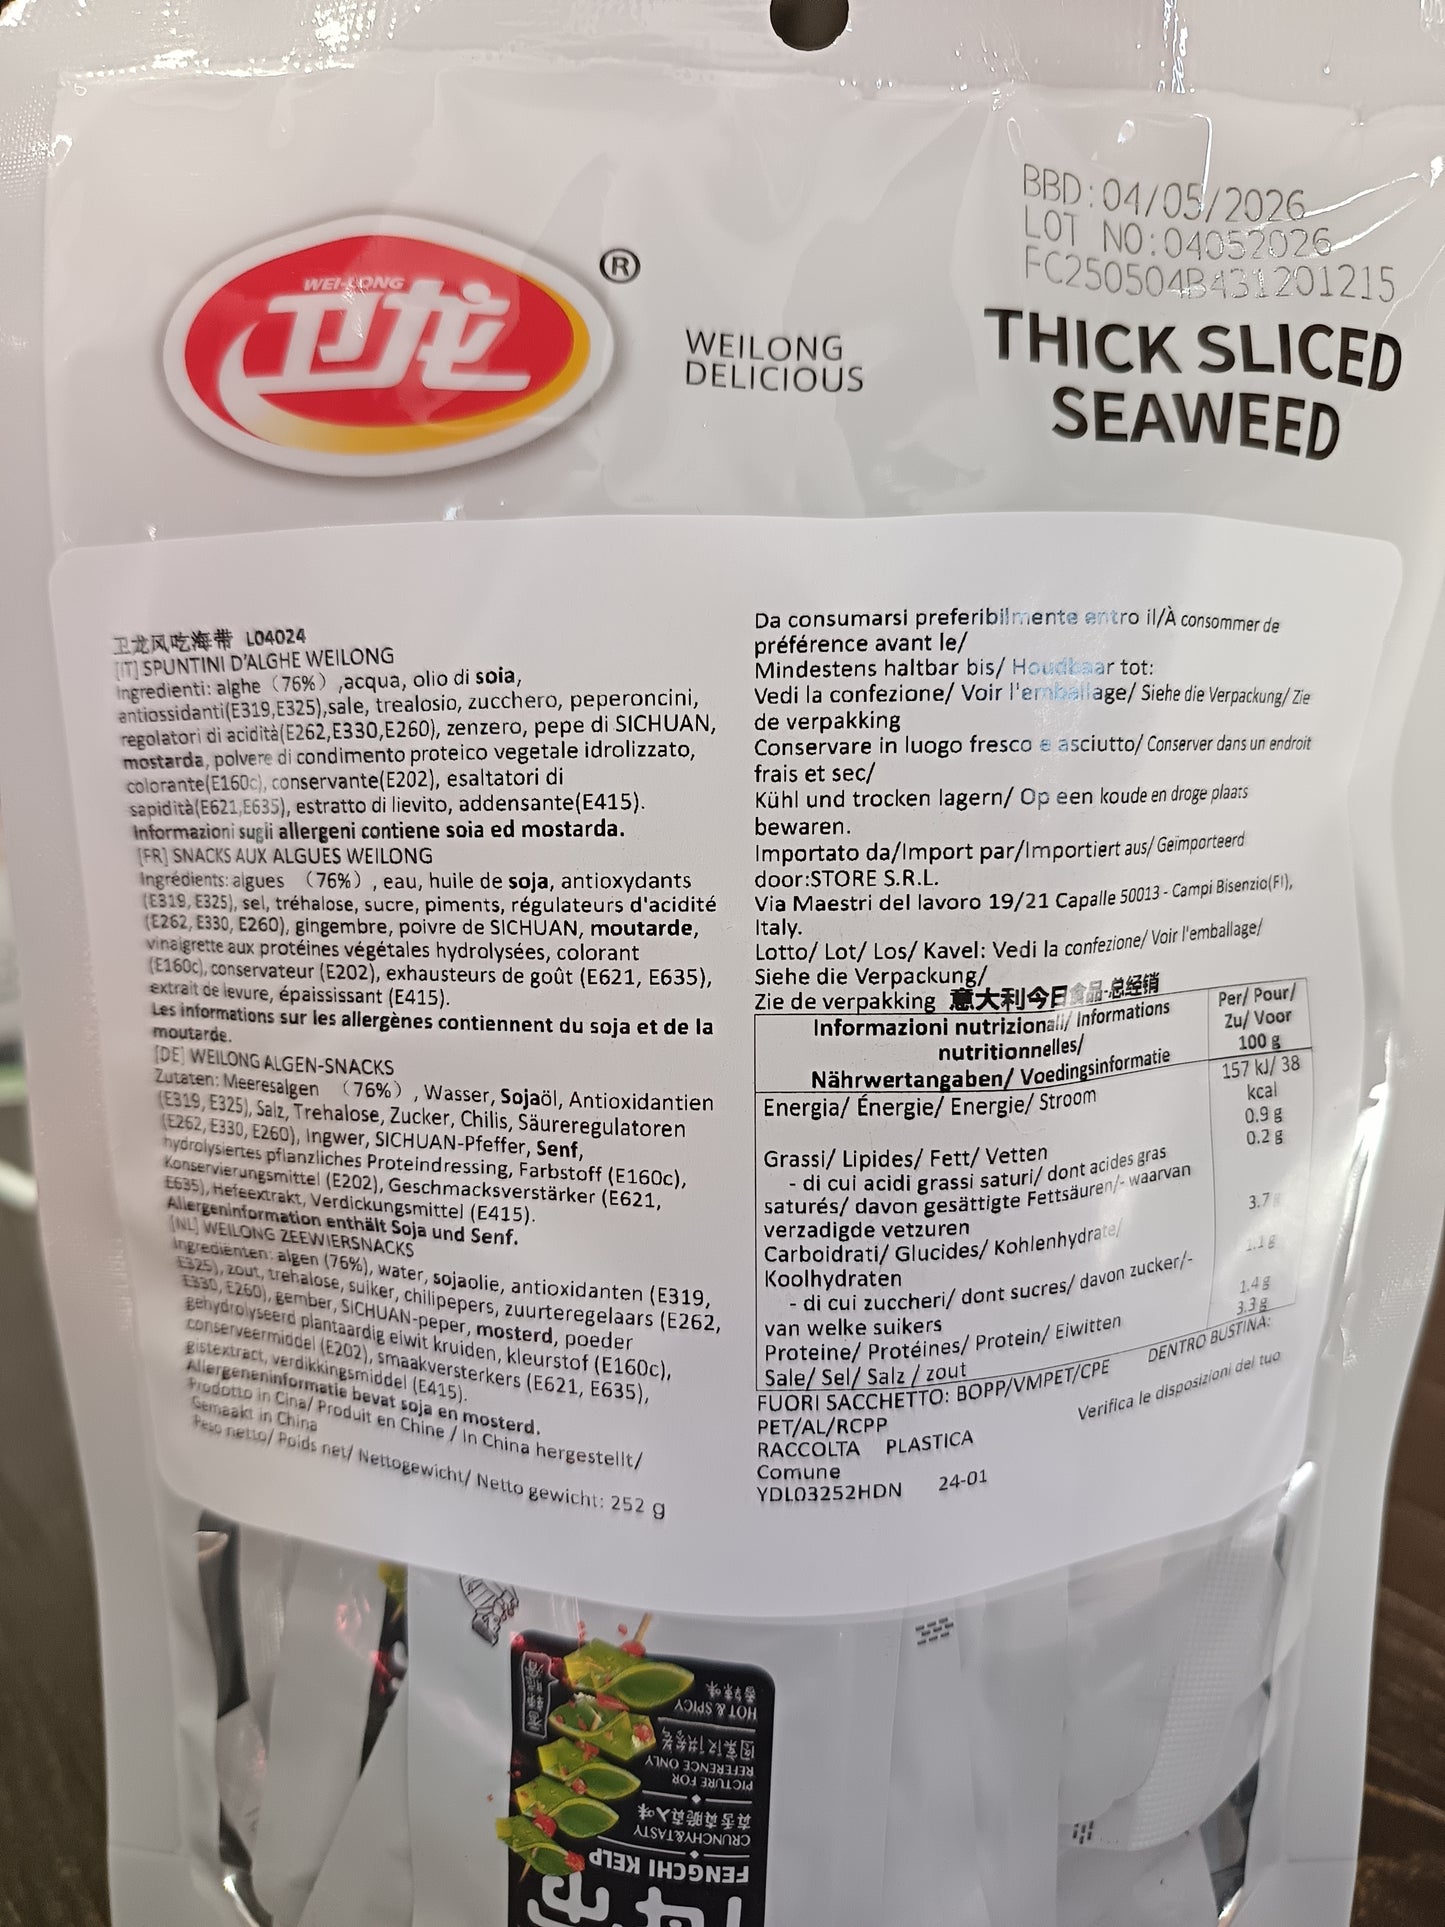 BBD:04/05/2026
LOT NO:04052026
FC250504B431201215
WEI-LONG
卫龙
®
WEILONG
DELICIOUS
THICK SLICED
SEAWEED
卫龙风吃海带 L04024
[IT] SPUNTINI D'ALGHE WEILONG
Ingredienti: alghe（76%）,acqua, olio di soia,
antiossidanti(E319,E325),sale, trealosio, zucchero, peperoncini,
regolatori di acidità(E262,E330,E260), zenzero, pepe di SICHUAN,
mostarda, polvere di condimento proteico vegetale idrolizzato,
colorante(E160c), conservante(E202), esaltatori di
sapidità(E621,E635), estratto di lievito, addensante(E415).
Informazioni sugli allergeni contiene soia ed mostarda.
[FR] SNACKS AUX ALGUES WEILONG
Ingrédients: algues （76%）, eau, huile de soja, antioxydants
(E319, E325), sel, tréhalose, sucre, piments, régulateurs d'acidité
(E262, E330, E260), gingembre, poivre de SICHUAN, moutarde,
vinaigrette aux protéines végétales hydrolysées, colorant
(E160c), conservateur (E202), exhausteurs de goût (E621, E635),
extrait de levure, épaississant (E415).
Les informations sur les allergènes contiennent du soja et de la
moutarde.
[DE] WEILONG ALGEN-SNACKS
Zutaten: Meeresalgen （76%）, Wasser, Sojaöl, Antioxidantien
(E319, E325), Salz, Trehalose, Zucker, Chilis, Säureregulatoren
(E262, E330, E260), Ingwer, SICHUAN-Pfeffer, Senf,
hydrolysiertes pflanzliches Proteindressing, Farbstoff (E160c),
Konservierungsmittel (E202), Geschmacksverstärker (E621,
E635), Hefeextrakt, Verdickungsmittel (E415).
Allergeninformation enthält Soja und Senf.
[NL] WEILONG ZEEWIERSNACKS
Ingrediënten: algen (76%), water, sojaolie, antioxidanten (E319,
E325), zout, trehalose, suiker, chilipepers, zuurteregelaars (E262,
E330, E260), gember, SICHUAN-peper, mosterd, poeder
gehydrolyseerd plantaardig eiwit kruiden, kleurstof (E160c),
conserveermiddel (E202), smaakversterkers (E621, E635),
gistextract, verdikkingsmiddel (E415).
Allergeneninformatie bevat soja en mosterd.
Prodotto in Cina/ Produit en Chine / In China hergestellt/
Gemaakt in China
Peso netto/ Poids net/ Nettogewicht/ Netto gewicht: 252 g
Da consumarsi preferibilmente entro il/À consommer de
préférence avant le/
Mindestens haltbar bis/ Houdbaar tot:
Vedi la confezione/ Voir l'emballage/ Siehe die Verpackung/ Zie
de verpakking
Conservare in luogo fresco e asciutto/ Conserver dans un endroit
frais et sec/
Kühl und trocken lagern/ Op een koude en droge plaats
bewaren.
Importato da/Import par/Importiert aus/ Geïmporteerd
door:STORE S.R.L.
Via Maestri del lavoro 19/21 Capalle 50013 - Campi Bisenzio(FI),
Italy.
Lotto/ Lot/ Los/ Kavel: Vedi la confezione/ Voir l'emballage/
Siehe die Verpackung/
Zie de verpakking 意大利今日食品-总经销
Informazioni nutrizionali/ Informations
nutritionnelles/
Nährwertangaben/ Voedingsinformatie
Per/ Pour/
Zu/ Voor
100 g
Energia/ Énergie/ Energie/ Stroom
157 kJ/ 38
kcal
Grassi/ Lipides/ Fett/ Vetten
0.9 g
- di cui acidi grassi saturi/ dont acides gras
saturés/ davon gesättigte Fettsäuren/- waarvan
verzadigde vetzuren
0.2 g
Carboidrati/ Glucides/ Kohlenhydrate/
Koolhydraten
3.7 g
- di cui zuccheri/ dont sucres/ davon zucker/-
van welke suikers
1.1 g
Proteine/ Protéines/ Protein/ Eiwitten
1.4 g
Sale/ Sel/ Salz / zout
3.3 g
FUORI SACCHETTO: BOPP/VMPET/CPE DENTRO BUSTINA:
PET/AL/RCPP
RACCOLTA PLASTICA Verifica le disposizioni del tuo
Comune
YDL03252HDN 24-01
香辣味
HOT & SPICY
图案仅供参考
PICTURE FOR
REFERENCE ONLY
真香真脆真入味
CRUNCHY&TASTY
FENGCHI KELP